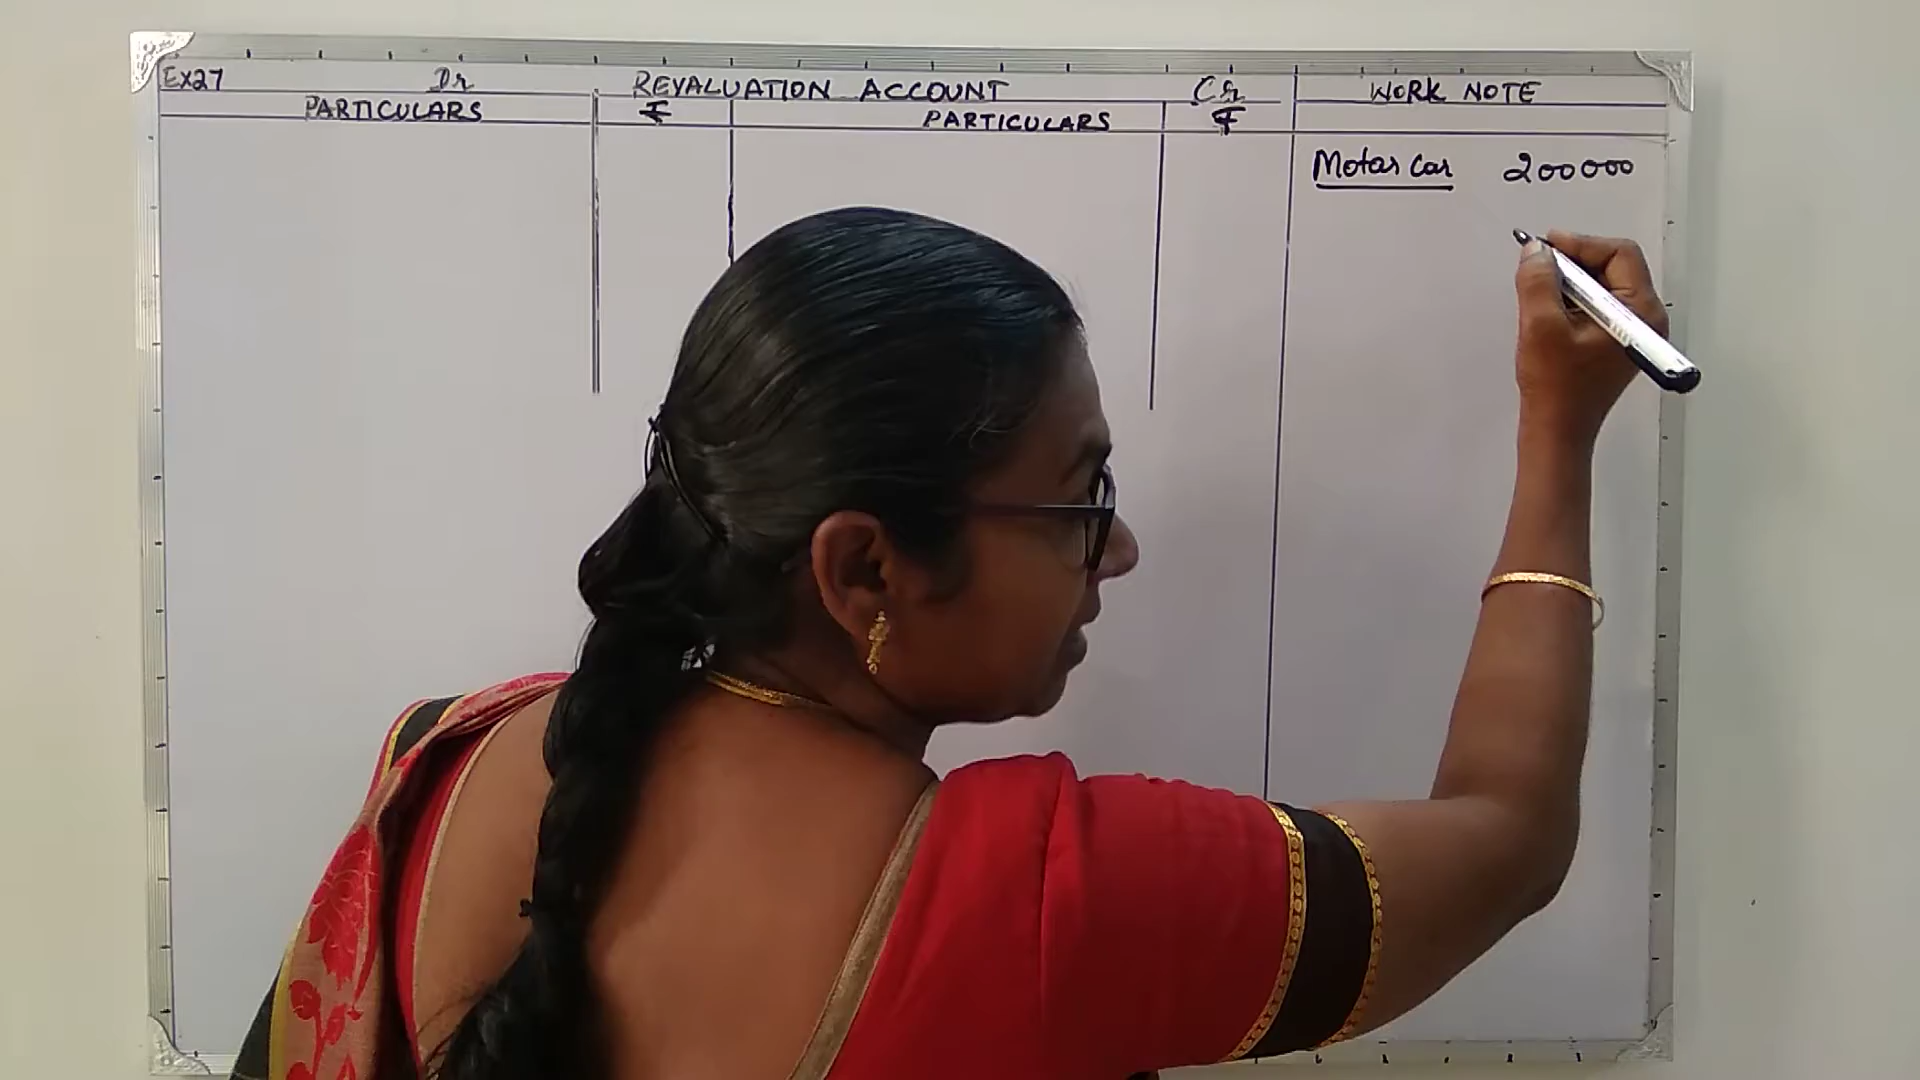 EX27 Dr REVALUATION ACCOUNT Cr WORK NOTE
PARTICULARS ₹ PARTICULARS ₹
Motar Car 200000